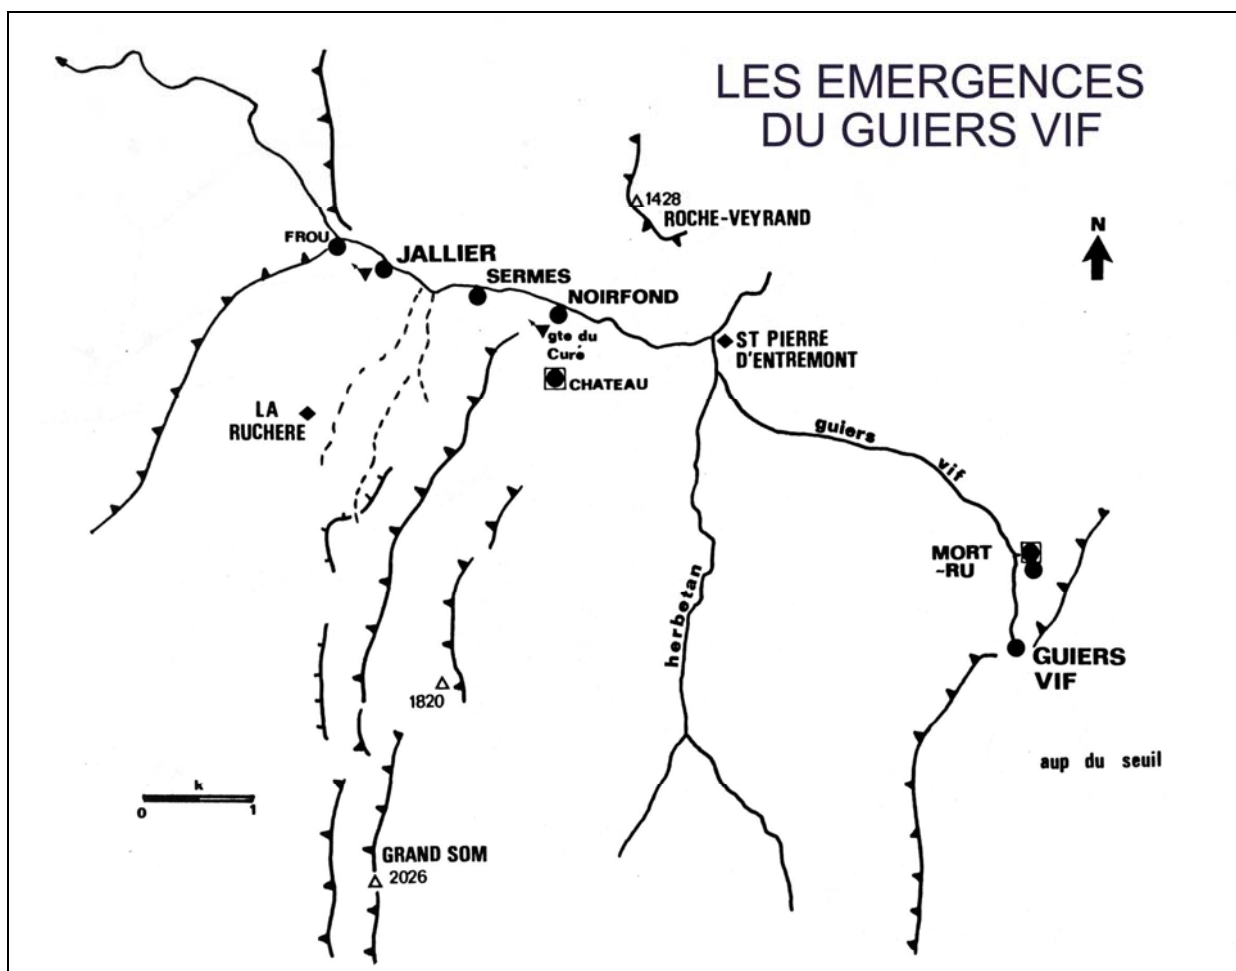 LES EMERGENCES
DU GUIERS VIF
1428
ROCHE-VEYRAND
N
FROU
JALLIER
SERMES
NOIRFOND
gte du
Curé
CHATEAU
ST PIERRE
D'ENTREMONT
LA
RUCHERE
guiers
vif
MORT
-RU
herbetan
GUIERS
VIF
1820
aup du seuil
k
0 1
GRAND SOM
2026